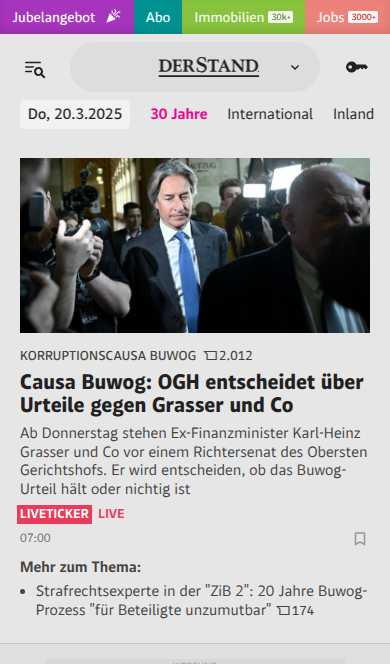 Jubelangebot Abo Immobilien 30k+ Jobs 3000+
DERSTANDARD
Do, 20.3.2025 30 Jahre International Inland
KORRUPTIONSCAUSA BUWOG 2.012
Causa Buwog: OGH entscheidet über
Urteile gegen Grasser und Co
Ab Donnerstag stehen Ex-Finanzminister Karl-Heinz
Grasser und Co vor einem Richtersenat des Obersten
Gerichtshofs. Er wird entscheiden, ob das Buwog-
Urteil hält oder nichtig ist
LIVETICKER LIVE
07:00
Mehr zum Thema:
• Strafrechtsexperte in der "ZiB 2": 20 Jahre Buwog-
Prozess "für Beteiligte unzumutbar" 174